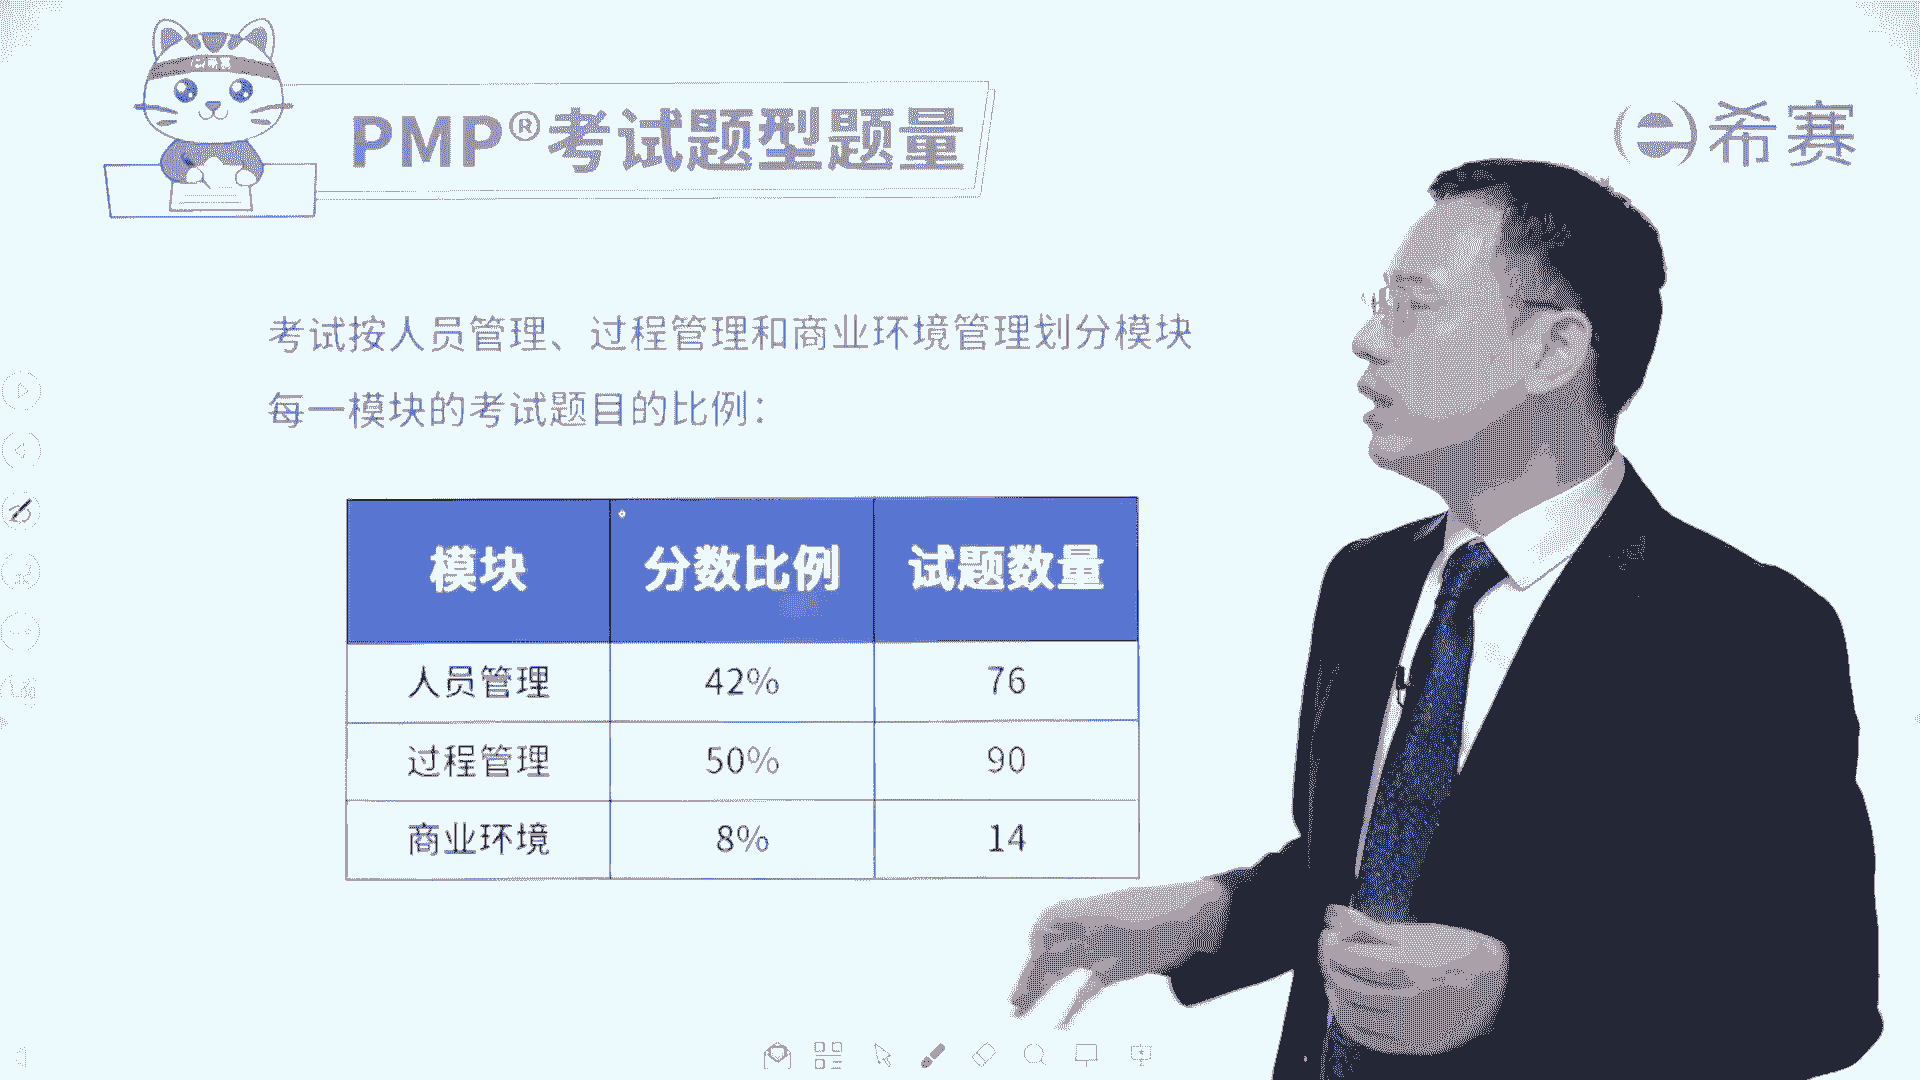 PMP®考试题型题量
希赛
考试按人员管理、过程管理和商业环境管理划分模块
每一模块的考试题目的比例：
模块 分数比例 试题数量
人员管理 42% 76
过程管理 50% 90
商业环境 8% 14